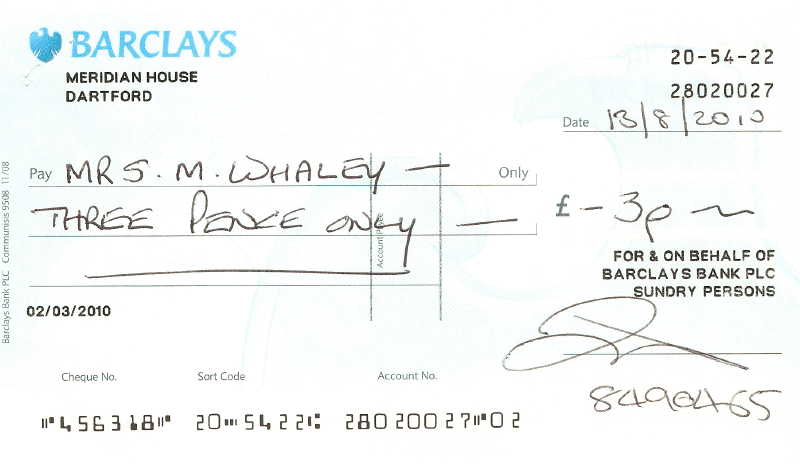 BARCLAYS
MERIDIAN HOUSE
DARTFORD
20-54-22
28020027
Date 13/8/2010
Pay MRS. M. WHALEY — Only
THREE PENCE ONLY — £ - 3p ~
Account Payee
FOR & ON BEHALF OF
BARCLAYS BANK PLC
SUNDRY PERSONS
02/03/2010
Barclays Bank PLC Communisis 9508 11/08
Cheque No. Sort Code Account No.
8490465
⑈456318⑈ 20⑉5422⑆ 28020027⑈02